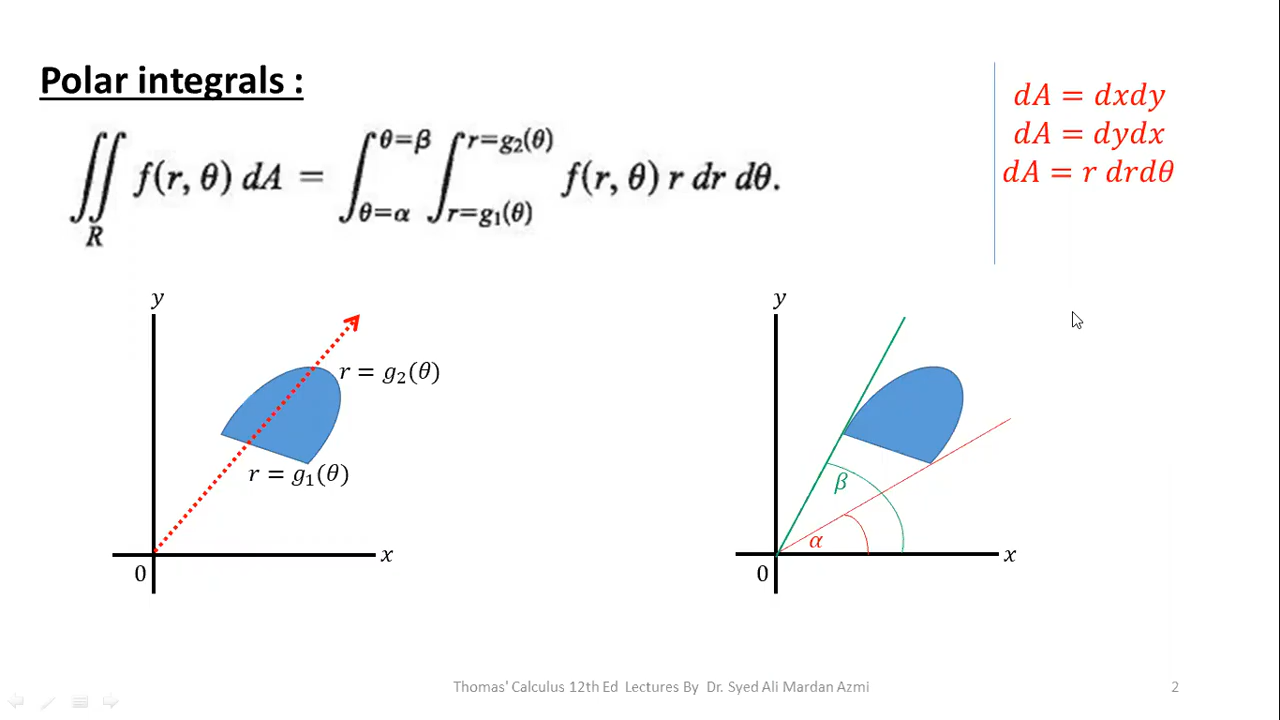 Polar integrals :
∬_R f(r, θ) dA = ∫_{θ=α}^{θ=β} ∫_{r=g₁(θ)}^{r=g₂(θ)} f(r, θ) r dr dθ.
dA = dxdy
dA = dydx
dA = r drdθ
y
r = g₂(θ)
r = g₁(θ)
x
0
y
β
α
x
0
Thomas' Calculus 12th Ed Lectures By Dr. Syed Ali Mardan Azmi
2